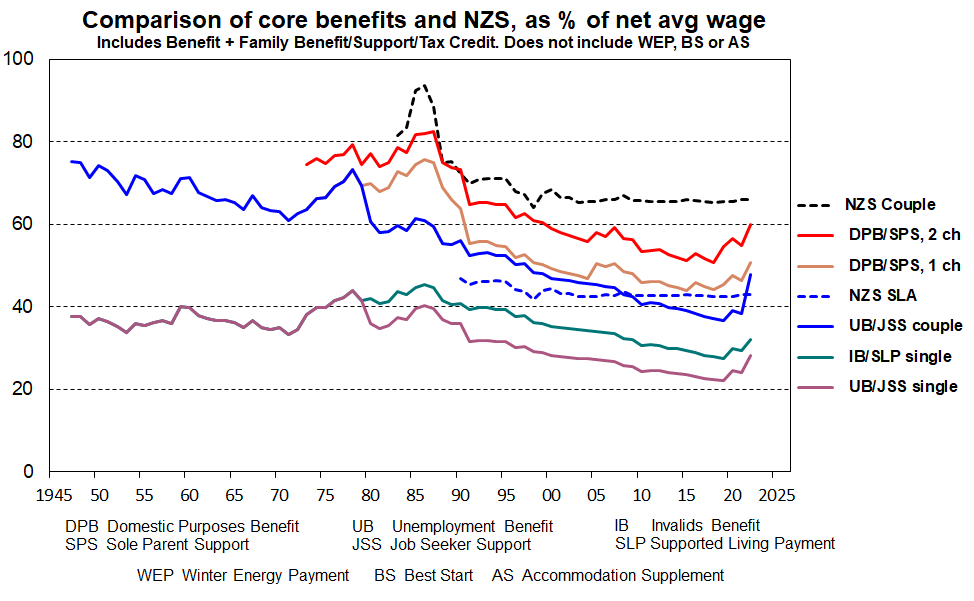 Comparison of core benefits and NZS, as % of net avg wage
Includes Benefit + Family Benefit/Support/Tax Credit. Does not include WEP, BS or AS
100
80
60
40
20
0
1945 50 55 60 65 70 75 80 85 90 95 00 05 10 15 20 2025
NZS Couple
DPB/SPS, 2 ch
DPB/SPS, 1 ch
NZS SLA
UB/JSS couple
IB/SLP single
UB/JSS single
DPB Domestic Purposes Benefit UB Unemployment Benefit IB Invalids Benefit
SPS Sole Parent Support JSS Job Seeker Support SLP Supported Living Payment
WEP Winter Energy Payment BS Best Start AS Accommodation Supplement